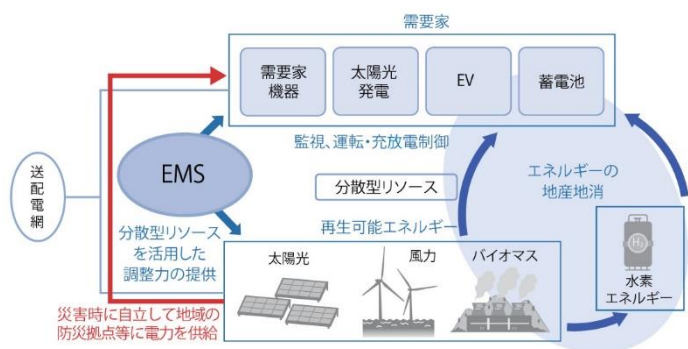 需要家
需要家
機器
太陽光
発電
EV
蓄電池
監視、運転・充放電制御
送配電網
EMS
分散型リソース
エネルギーの
地産地消
分散型リソース
を活用した
調整力の提供
再生可能エネルギー
太陽光
風力
バイオマス
H₂
水素
エネルギー
災害時に自立して地域の
防災拠点等に電力を供給